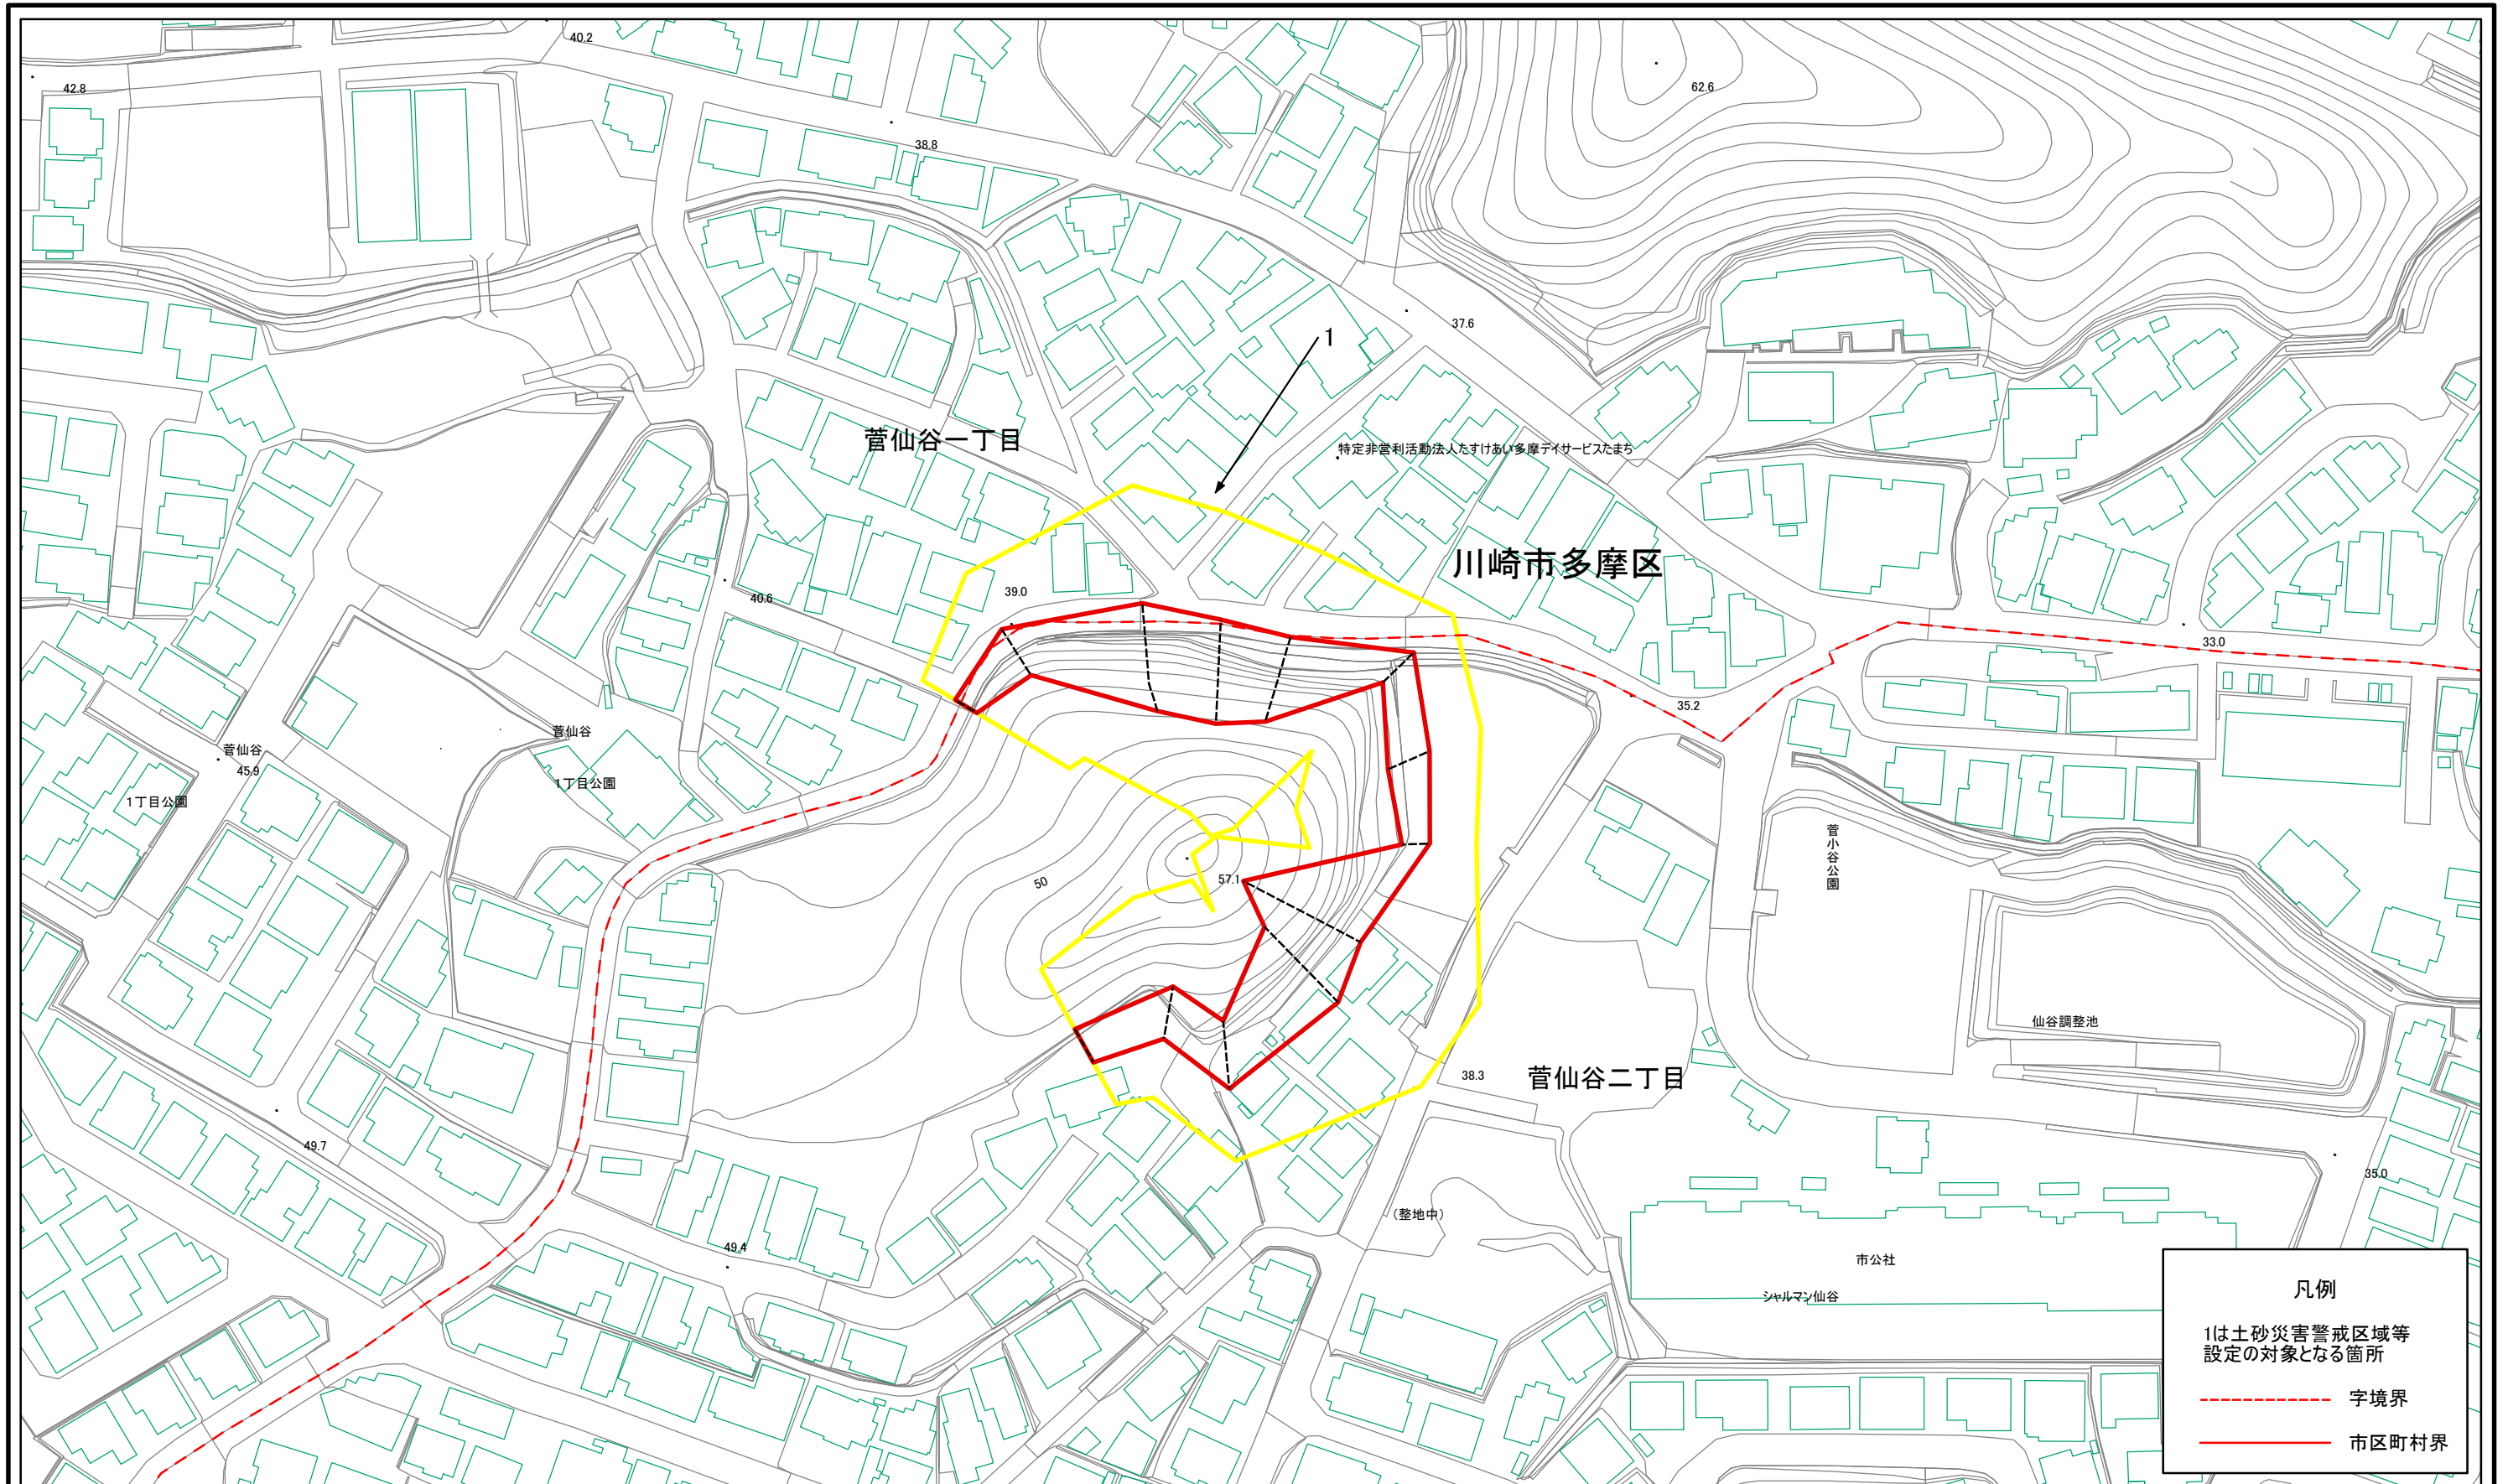 40.2
42.8
62.6
38.8
37.6
1
菅仙谷一丁目
特定非営利活動法人たすけあい多摩デイサービスたまち
川崎市多摩区
39.0
40.6
33.0
35.2
菅仙谷
1丁目公園
菅仙谷
45.9
1丁目公園
菅小谷公園
50
57.1
仙谷調整池
38.3
菅仙谷二丁目
49.7
35.0
(整地中)
49.4
市公社
シャルマン仙谷
凡例
1は土砂災害警戒区域等
設定の対象となる箇所
字境界
市区町村界